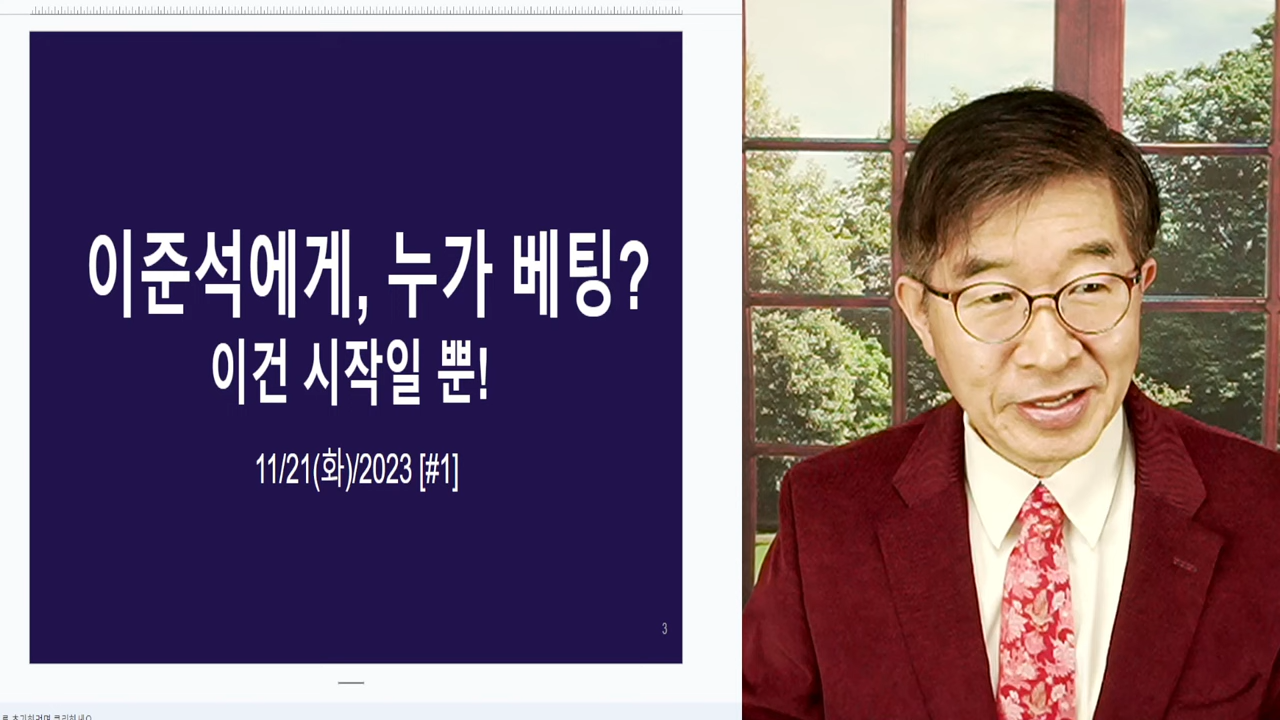 이준석에게, 누가 베팅?
이건 시작일 뿐!
11/21(화)/2023 [#1]
3